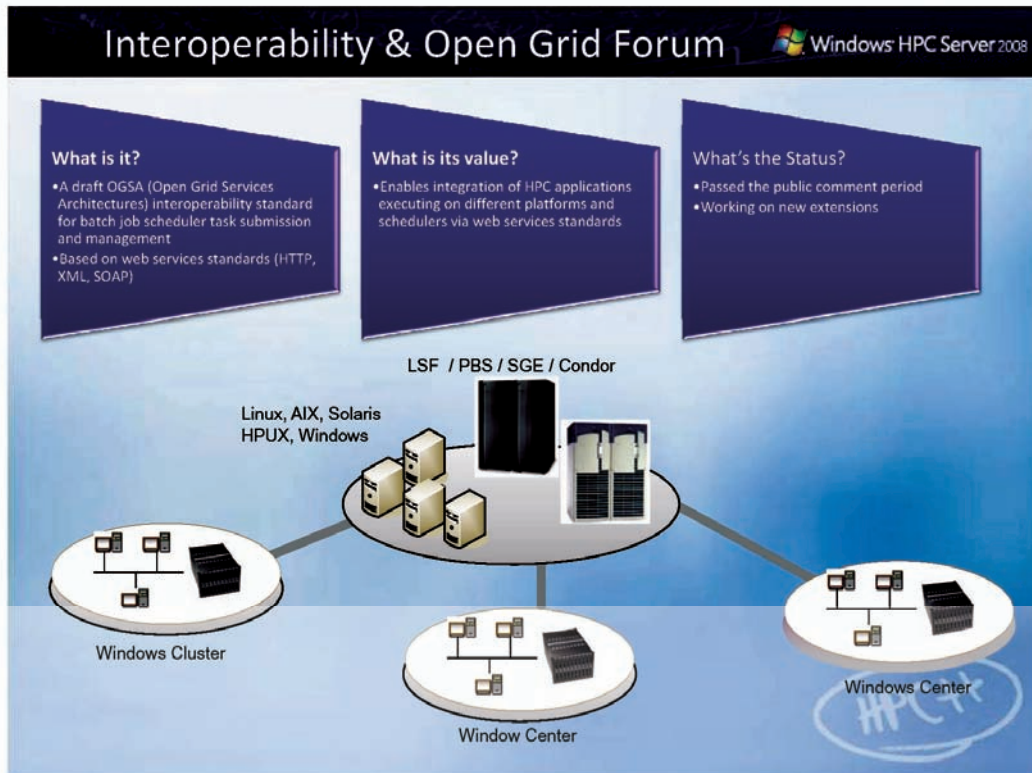 Interoperability & Open Grid Forum
Windows HPC Server 2008
What is it?
•A draft OGSA (Open Grid Services
Architectures) interoperability standard
for batch job scheduler task submission
and management
•Based on web services standards (HTTP,
XML, SOAP)
What is its value?
•Enables integration of HPC applications
executing on different platforms and
schedulers via web services standards
What's the Status?
•Passed the public comment period
•Working on new extensions
LSF / PBS / SGE / Condor
Linux, AIX, Solaris
HPUX, Windows
Windows Cluster
Window Center
Windows Center
HPC++